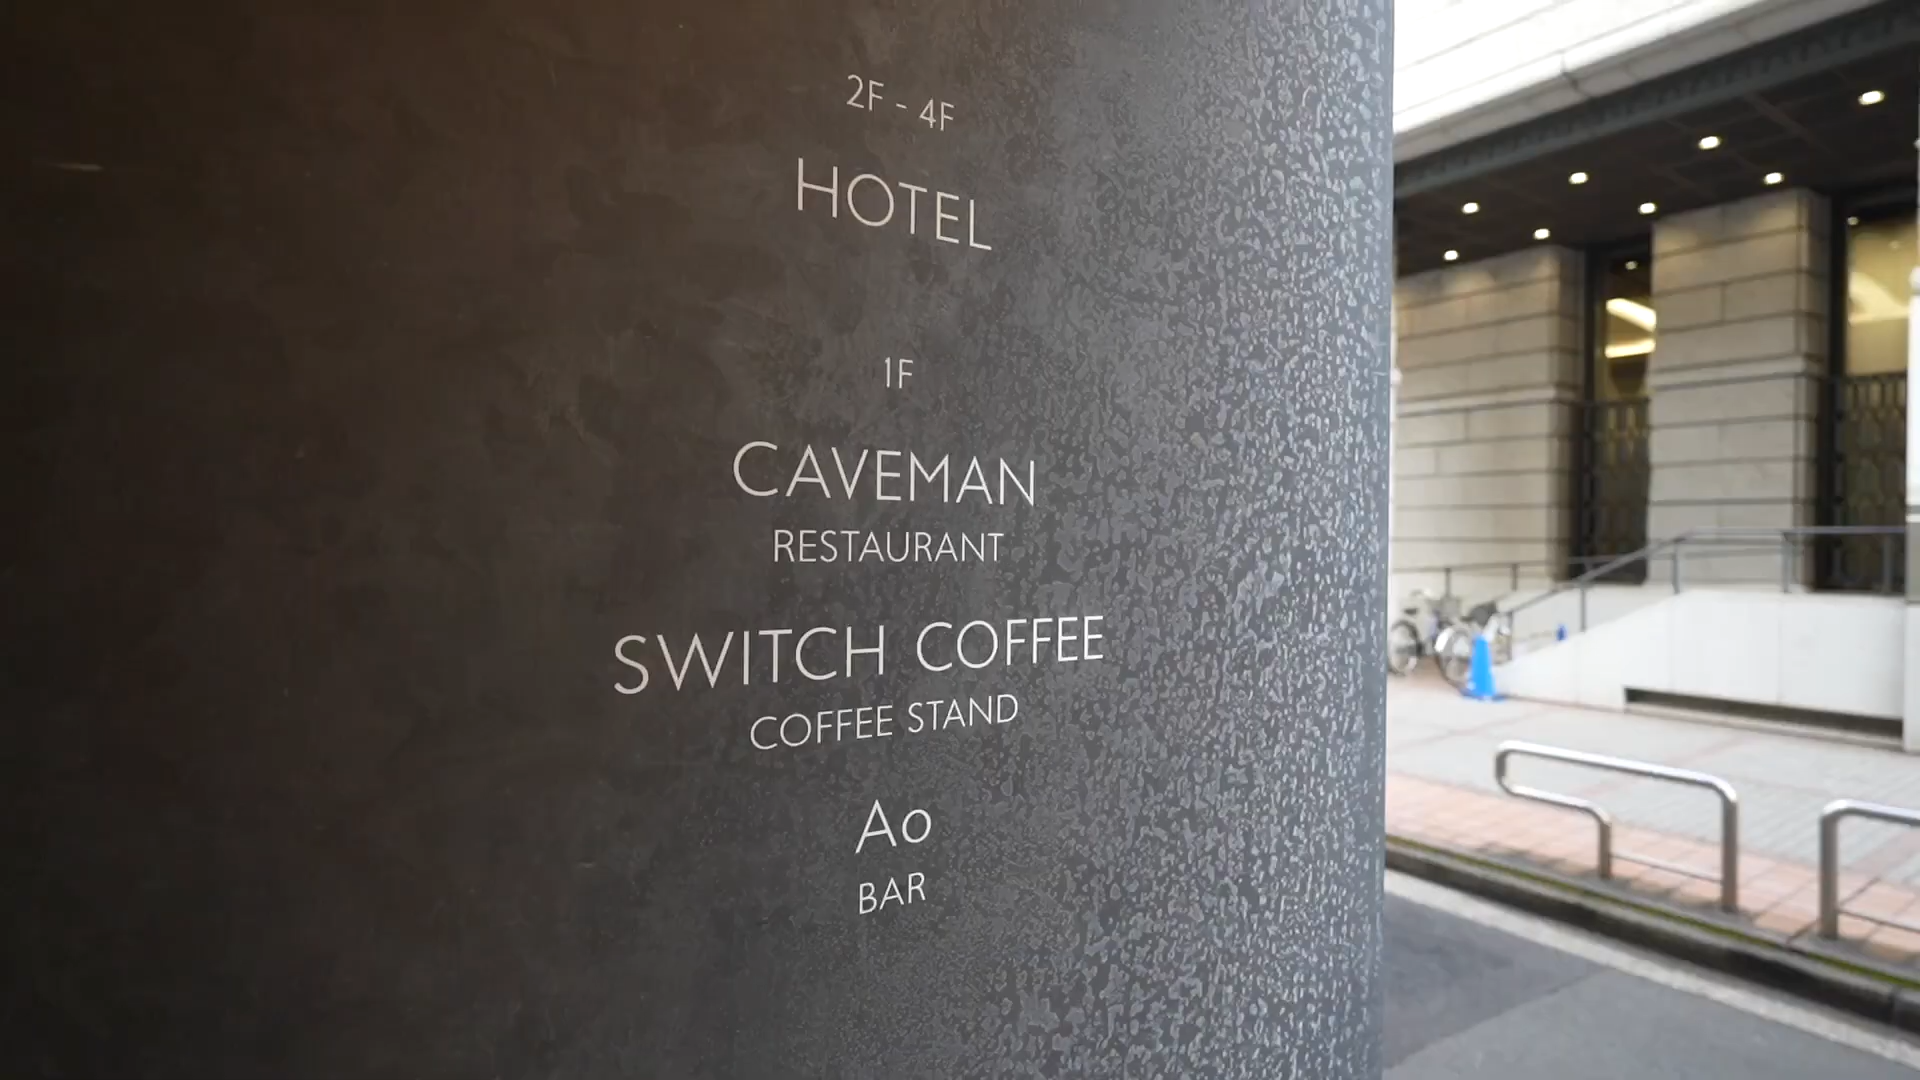 2F - 4F
HOTEL
1F
CAVEMAN
RESTAURANT
SWITCH COFFEE
COFFEE STAND
Ao
BAR